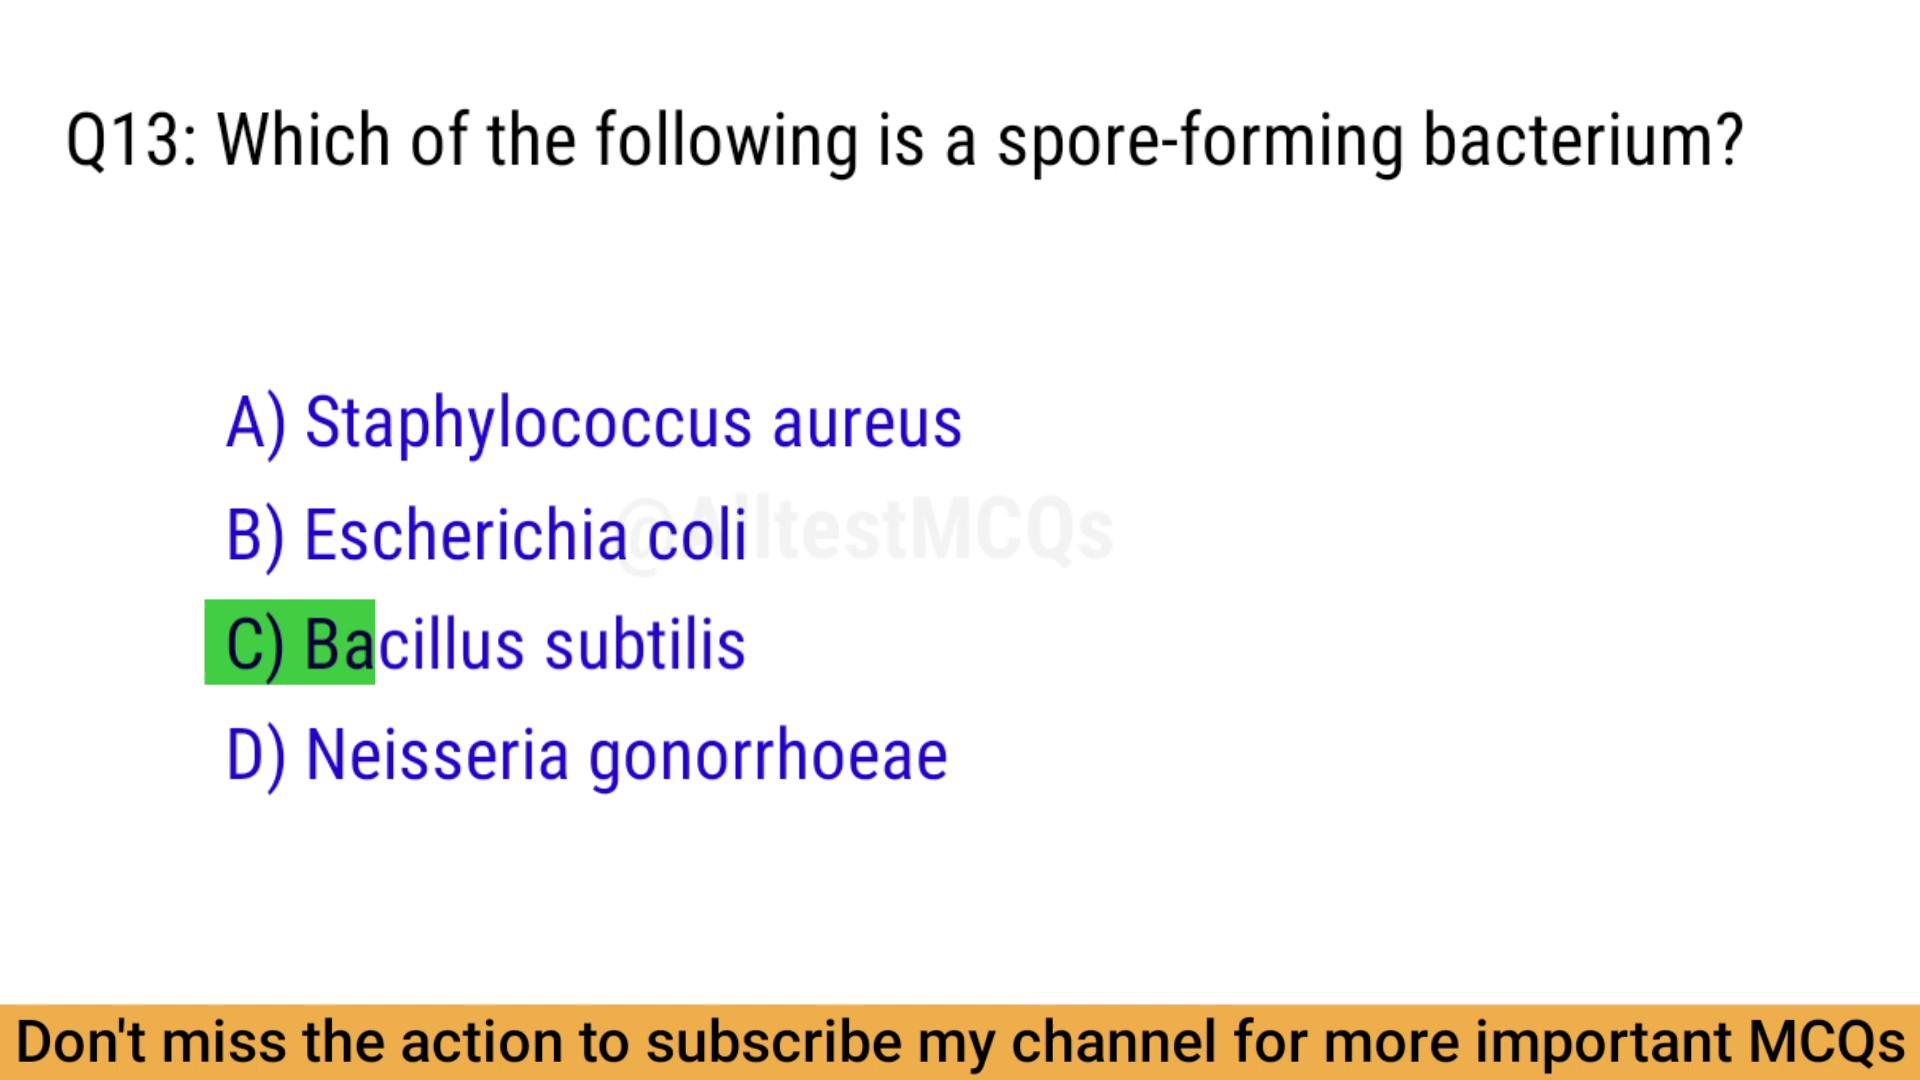 Q13: Which of the following is a spore-forming bacterium?
A) Staphylococcus aureus
@AlltestMCQs
B) Escherichia coli
C) Bacillus subtilis
D) Neisseria gonorrhoeae
Don't miss the action to subscribe my channel for more important MCQs